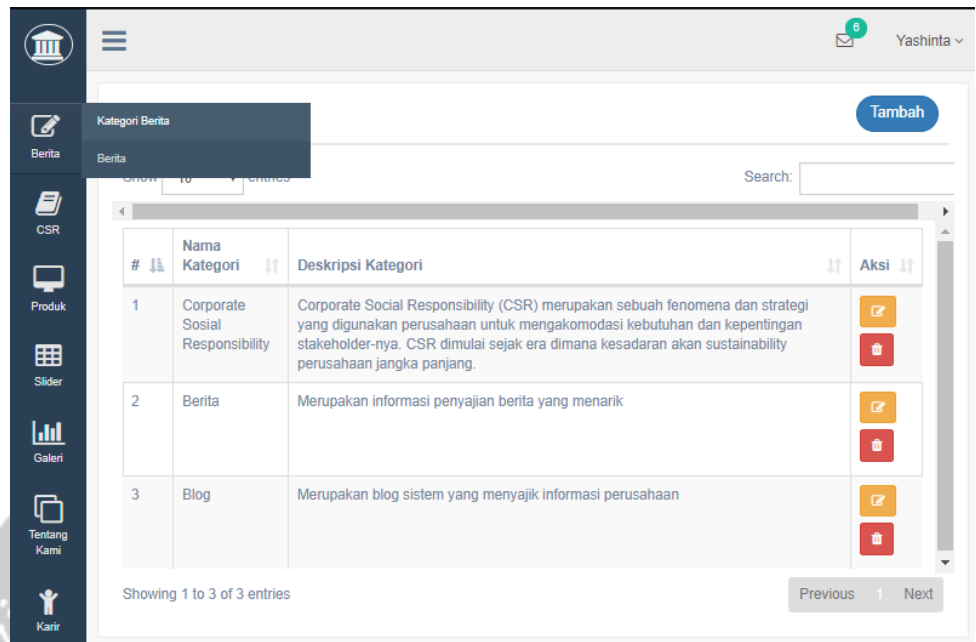 6
Yashinta
Tambah
Berita
Kategori Berita
Berita
Show 10 entries
Search:
CSR
Produk
Slider
Galeri
Tentang
Kami
Karir
# Nama
Kategori Deskripsi Kategori Aksi
1 Corporate
Sosial
Responsibility
Corporate Social Responsibility (CSR) merupakan sebuah fenomena dan strategi
yang digunakan perusahaan untuk mengakomodasi kebutuhan dan kepentingan
stakeholder-nya. CSR dimulai sejak era dimana kesadaran akan sustainability
perusahaan jangka panjang.
2 Berita Merupakan informasi penyajian berita yang menarik
3 Blog Merupakan blog sistem yang menyajik informasi perusahaan
Showing 1 to 3 of 3 entries
Previous 1 Next